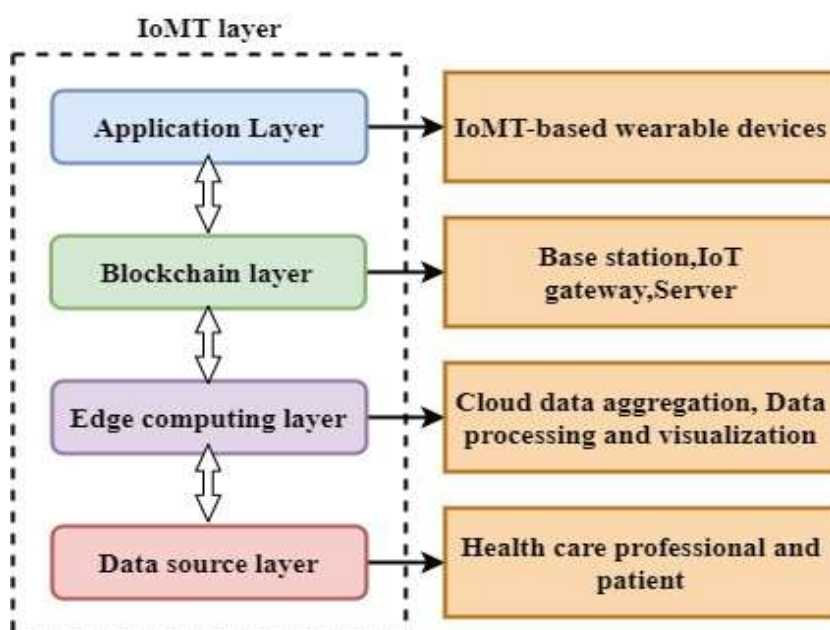 IoMT layer
Application Layer
IoMT-based wearable devices
Blockchain layer
Base station,IoT
gateway,Server
Edge computing layer
Cloud data aggregation, Data
processing and visualization
Data source layer
Health care professional and
patient